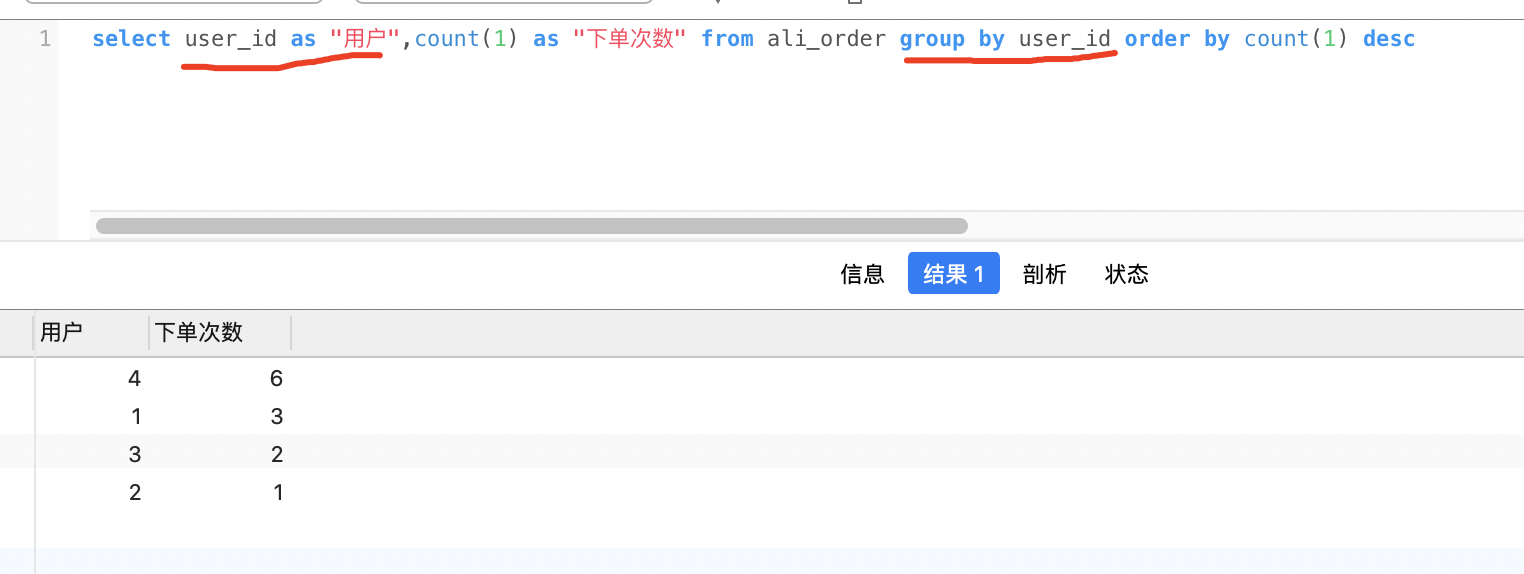 1 select user_id as "用户",count(1) as "下单次数" from ali_order group by user_id order by count(1) desc
信息 结果 1 剖析 状态
用户 下单次数
4 6
1 3
3 2
2 1